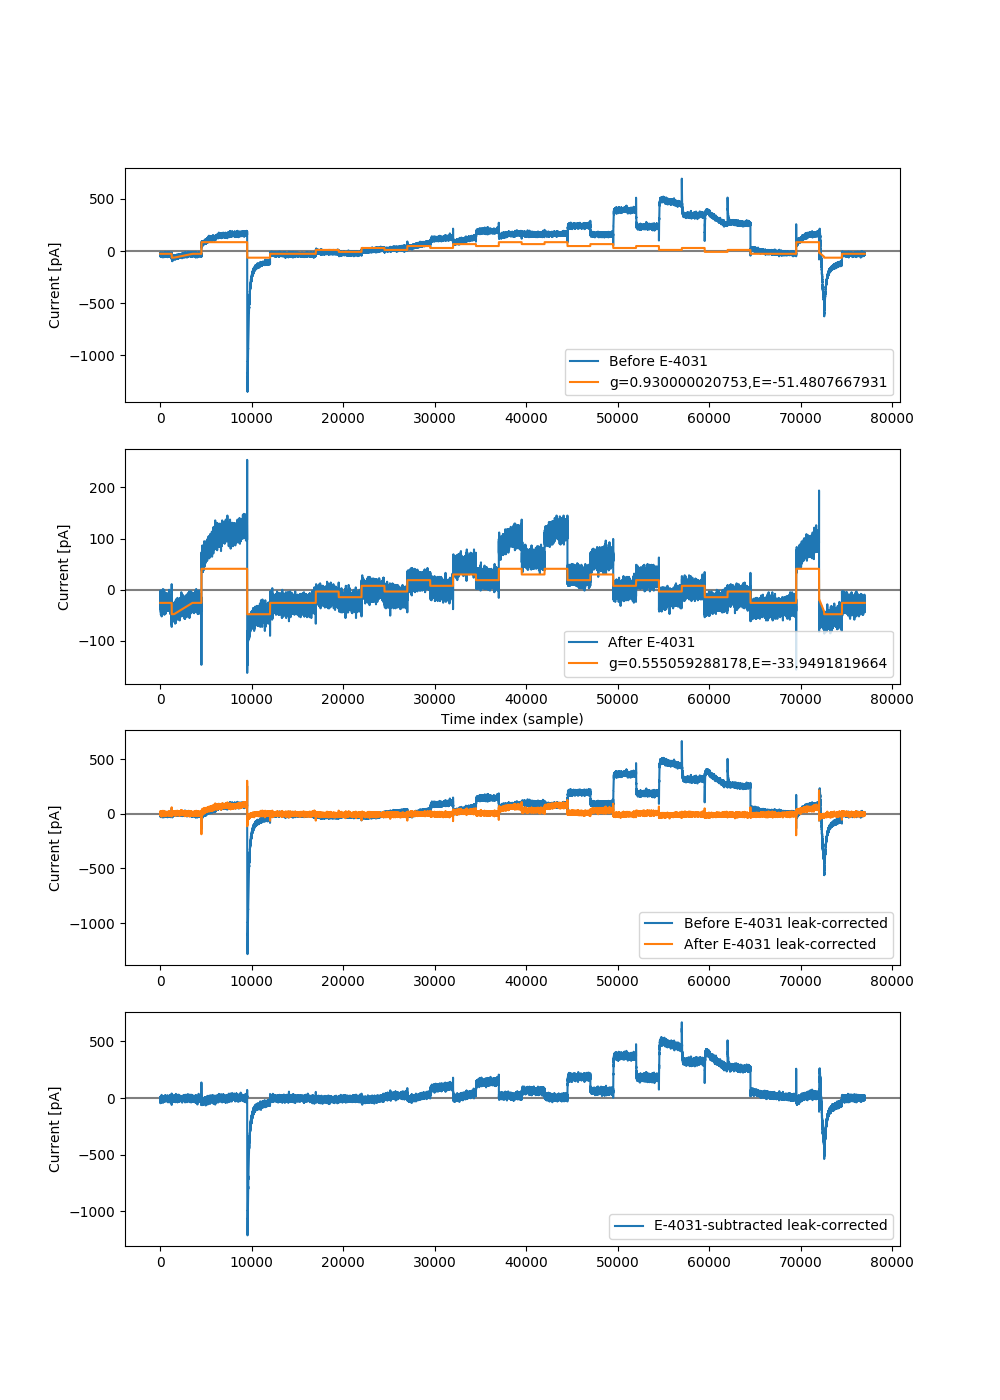 500
0
−500
−1000
Current [pA]
Before E-4031
g=0.930000020753,E=-51.4807667931
0 10000 20000 30000 40000 50000 60000 70000 80000
200
100
0
−100
Current [pA]
After E-4031
g=0.555059288178,E=-33.9491819664
0 10000 20000 30000 40000 50000 60000 70000 80000
Time index (sample)
500
0
−500
−1000
Current [pA]
Before E-4031 leak-corrected
After E-4031 leak-corrected
0 10000 20000 30000 40000 50000 60000 70000 80000
500
0
−500
−1000
Current [pA]
E-4031-subtracted leak-corrected
0 10000 20000 30000 40000 50000 60000 70000 80000